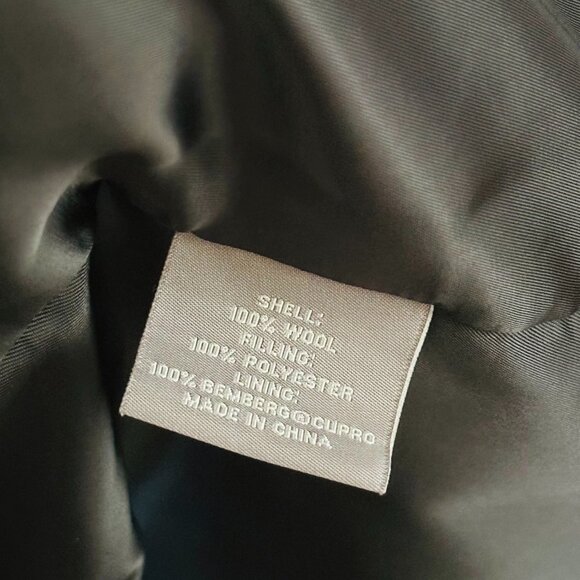 SHELL:
100% WOOL
FILLING:
100% POLYESTER
LINING:
100% BEMBERG®CUPRO
MADE IN CHINA